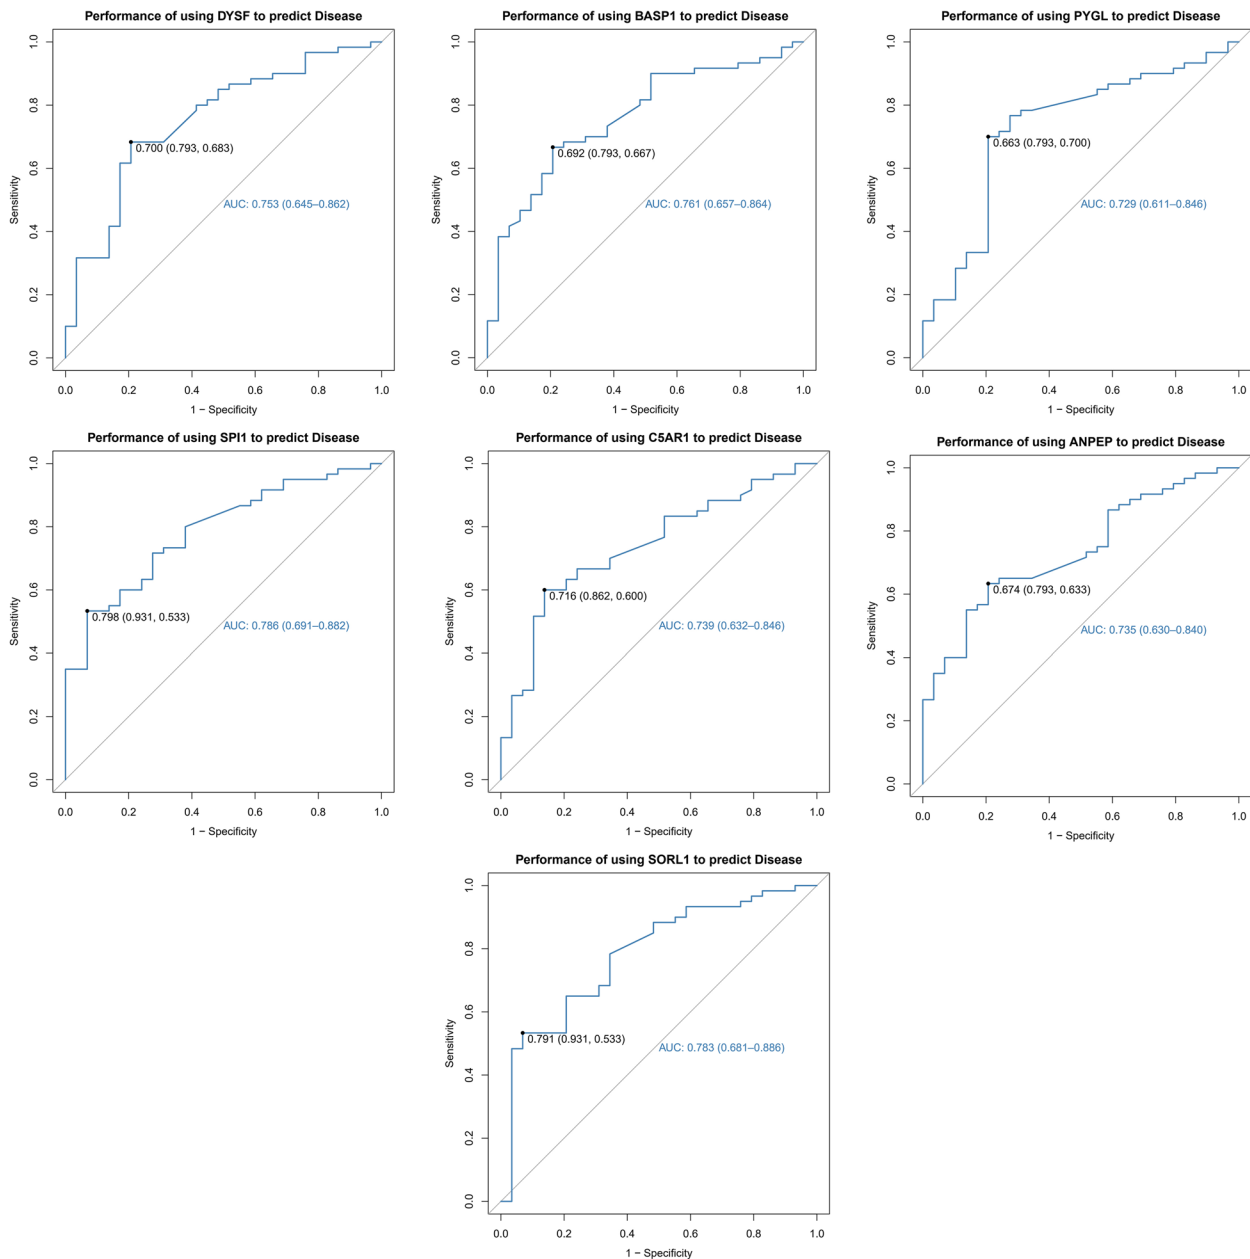 Performance of using DYSF to predict Disease
1.0
0.8
0.6
0.4
0.2
0.0
Sensitivity
0.700 (0.793, 0.683)
AUC: 0.753 (0.645–0.862)
0.0 0.2 0.4 0.6 0.8 1.0
1 − Specificity
Performance of using BASP1 to predict Disease
1.0
0.8
0.6
0.4
0.2
0.0
Sensitivity
0.692 (0.793, 0.667)
AUC: 0.761 (0.657–0.864)
0.0 0.2 0.4 0.6 0.8 1.0
1 − Specificity
Performance of using PYGL to predict Disease
1.0
0.8
0.6
0.4
0.2
0.0
Sensitivity
0.663 (0.793, 0.700)
AUC: 0.729 (0.611–0.846)
0.0 0.2 0.4 0.6 0.8 1.0
1 − Specificity
Performance of using SPI1 to predict Disease
1.0
0.8
0.6
0.4
0.2
0.0
Sensitivity
0.798 (0.931, 0.533)
AUC: 0.786 (0.691–0.882)
0.0 0.2 0.4 0.6 0.8 1.0
1 − Specificity
Performance of using C5AR1 to predict Disease
1.0
0.8
0.6
0.4
0.2
0.0
Sensitivity
0.716 (0.862, 0.600)
AUC: 0.739 (0.632–0.846)
0.0 0.2 0.4 0.6 0.8 1.0
1 − Specificity
Performance of using ANPEP to predict Disease
1.0
0.8
0.6
0.4
0.2
0.0
Sensitivity
0.674 (0.793, 0.633)
AUC: 0.735 (0.630–0.840)
0.0 0.2 0.4 0.6 0.8 1.0
1 − Specificity
Performance of using SORL1 to predict Disease
1.0
0.8
0.6
0.4
0.2
0.0
Sensitivity
0.791 (0.931, 0.533)
AUC: 0.783 (0.681–0.886)
0.0 0.2 0.4 0.6 0.8 1.0
1 − Specificity